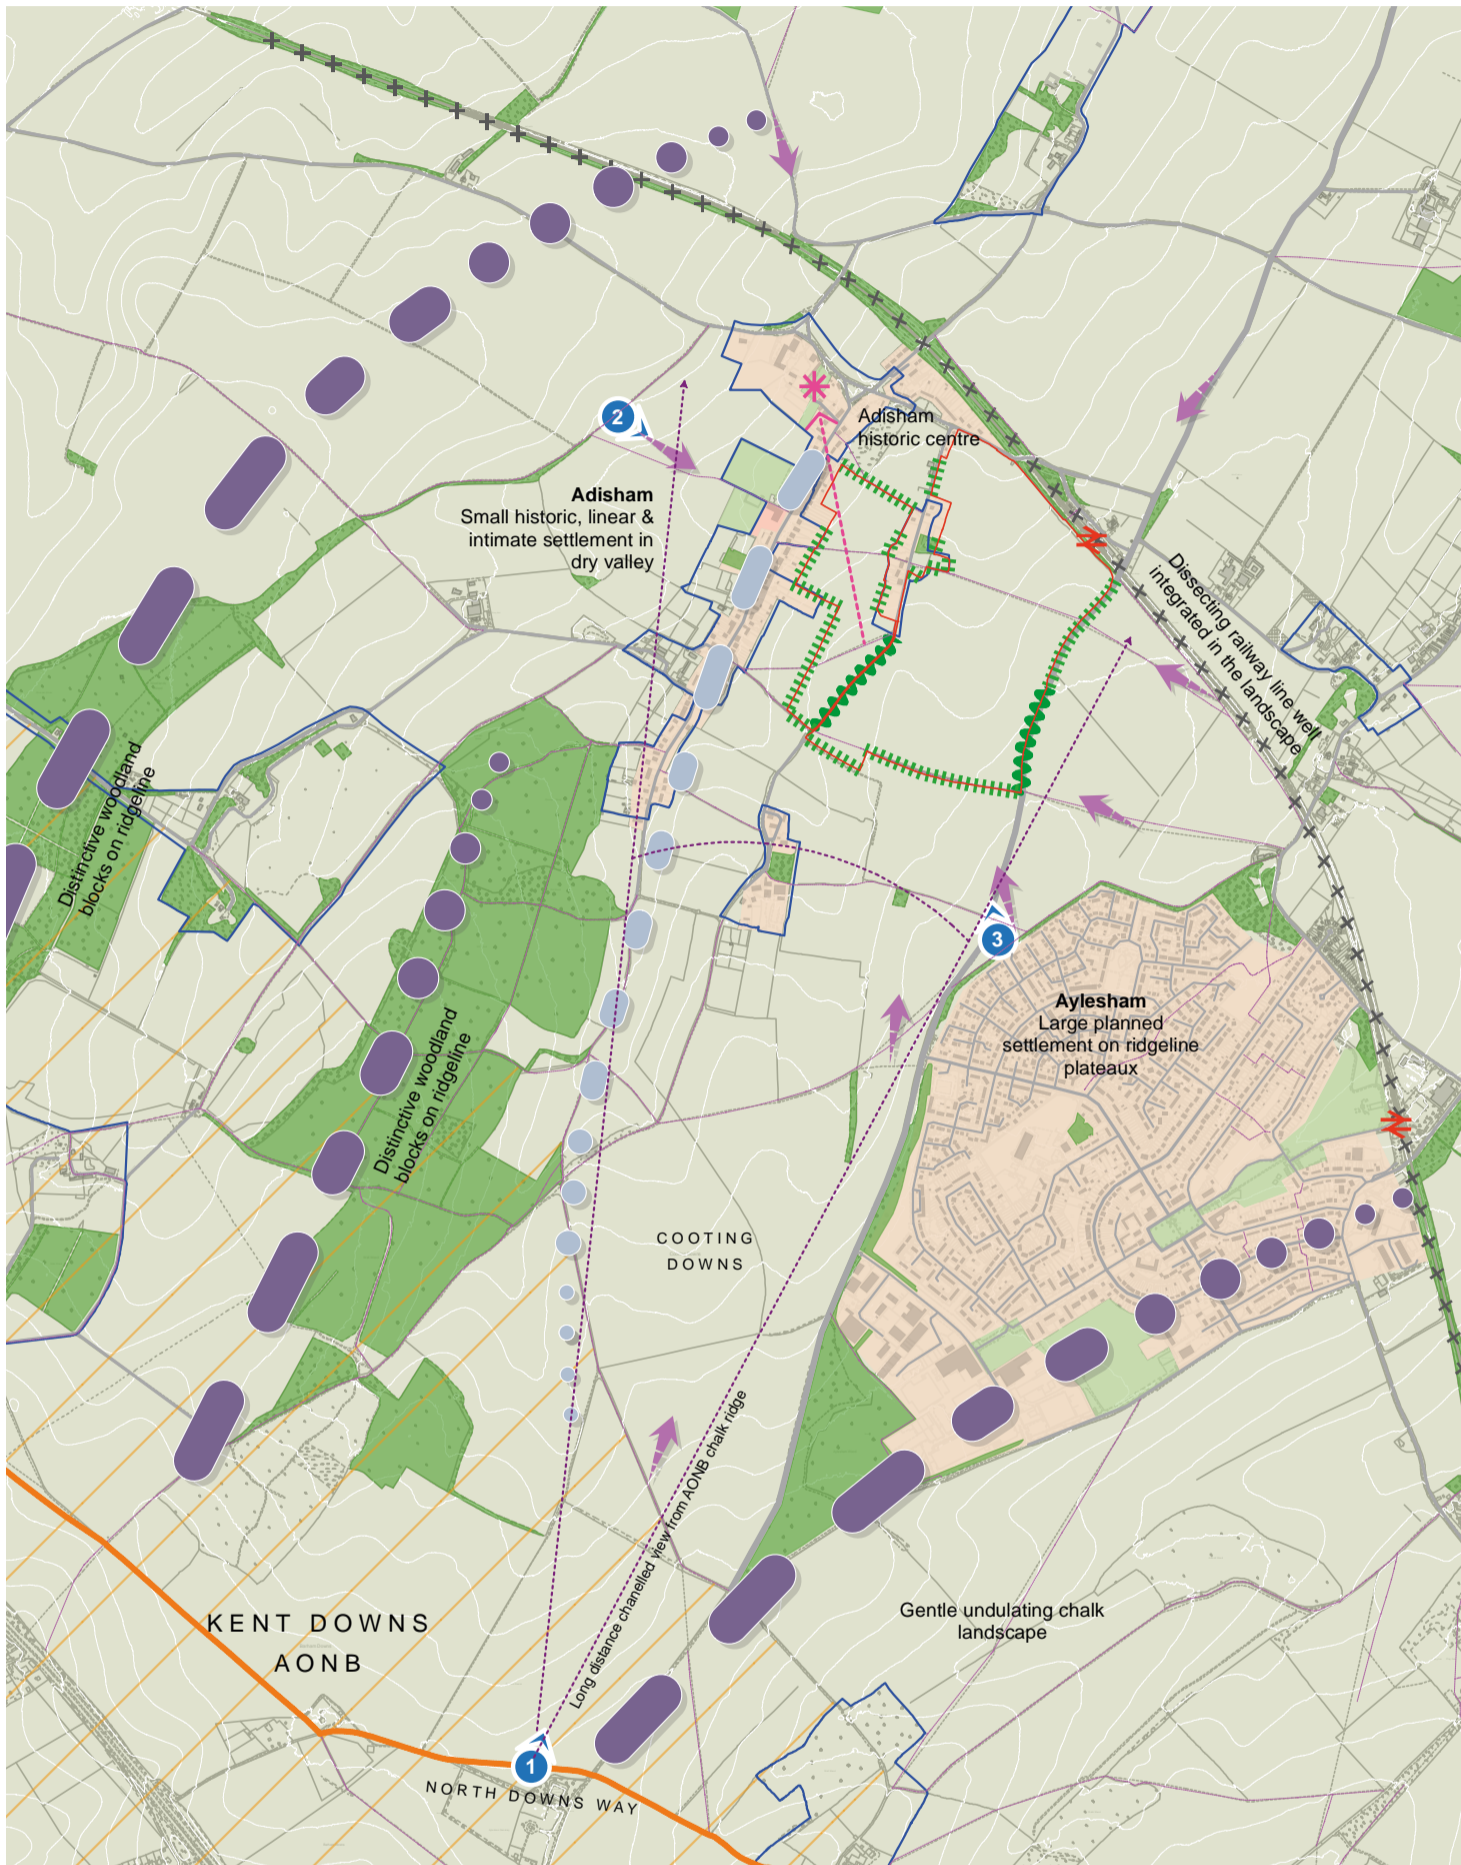 2
Adisham
historic centre
Adisham
Small historic, linear &
intimate settlement in
dry valley
Dissecting railway line well
integrated in the landscape
Distinctive woodland
blocks on ridgeline
3
Aylesham
Large planned
settlement on ridgeline
plateaux
Distinctive woodland
blocks on ridgeline
COOTING
DOWNS
Long distance chanelled view from AONB chalk ridge
KENT DOWNS
AONB
Gentle undulating chalk
landscape
1
NORTH DOWNS WAY